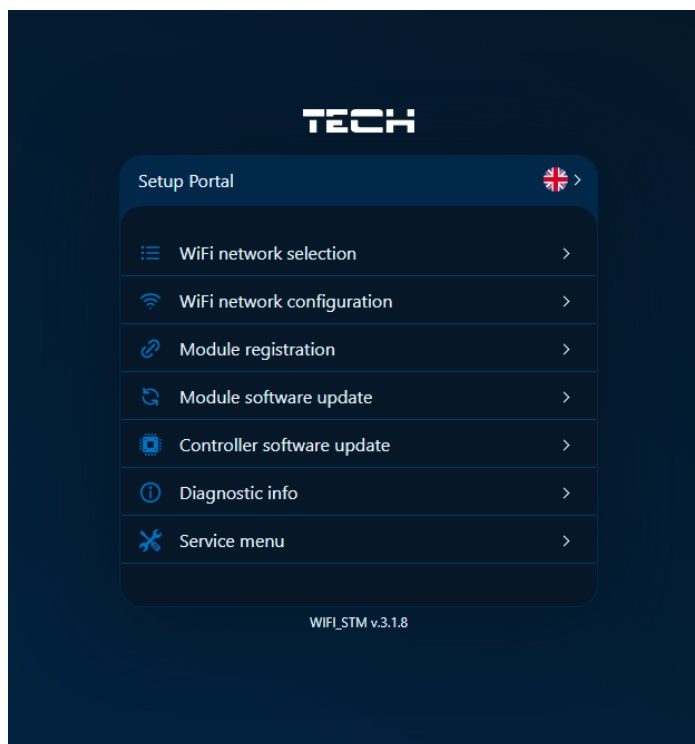 TECH
Setup Portal
WiFi network selection
WiFi network configuration
Module registration
Module software update
Controller software update
Diagnostic info
Service menu
WIFI_STM v.3.1.8